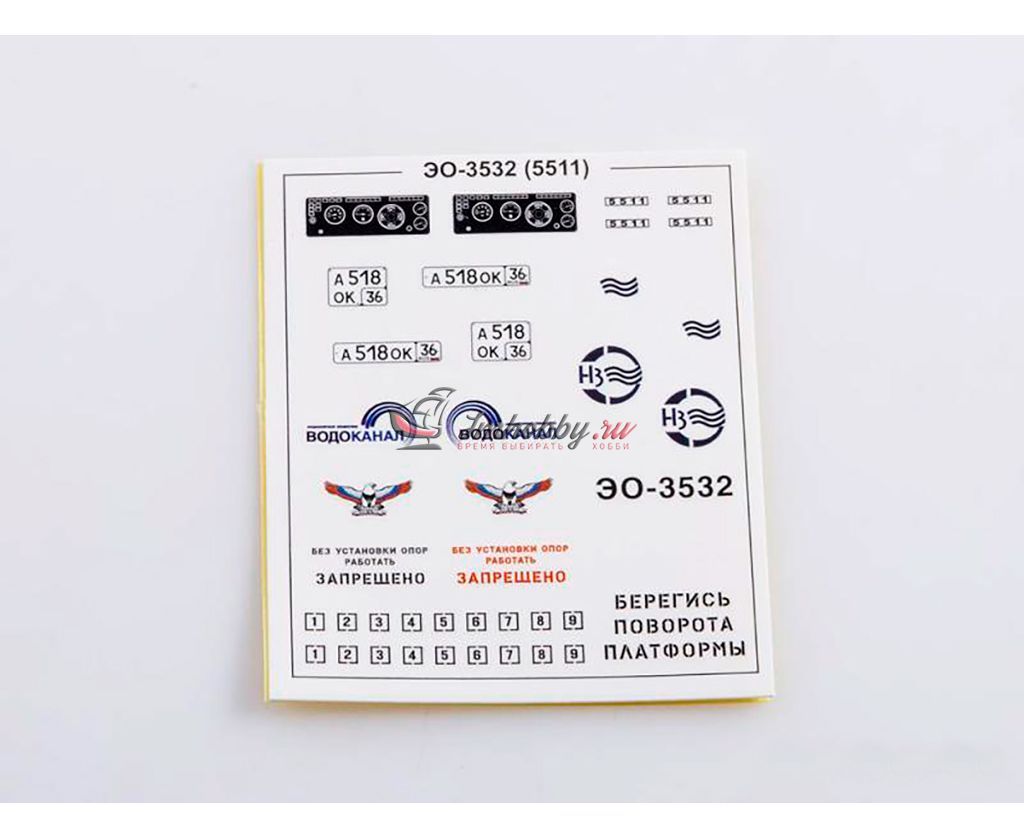 ЭО-3532 (5511)
5511 5511
5511 5511
А 518
ОК 36
А 518 ОК 36
А 518 ОК 36
А 518
ОК 36
НЗ
НЗ
ВОДОКАНАЛ
ВОДОКАНАЛ
Imhobby.ru
ВРЕМЯ ВЫБИРАТЬ ХОББИ
ЭО-3532
БЕЗ УСТАНОВКИ ОПОР
РАБОТАТЬ
ЗАПРЕЩЕНО
БЕЗ УСТАНОВКИ ОПОР
РАБОТАТЬ
ЗАПРЕЩЕНО
1 2 3 4 5 6 7 8 9
1 2 3 4 5 6 7 8 9
БЕРЕГИСЬ
ПОВОРОТА
ПЛАТФОРМЫ